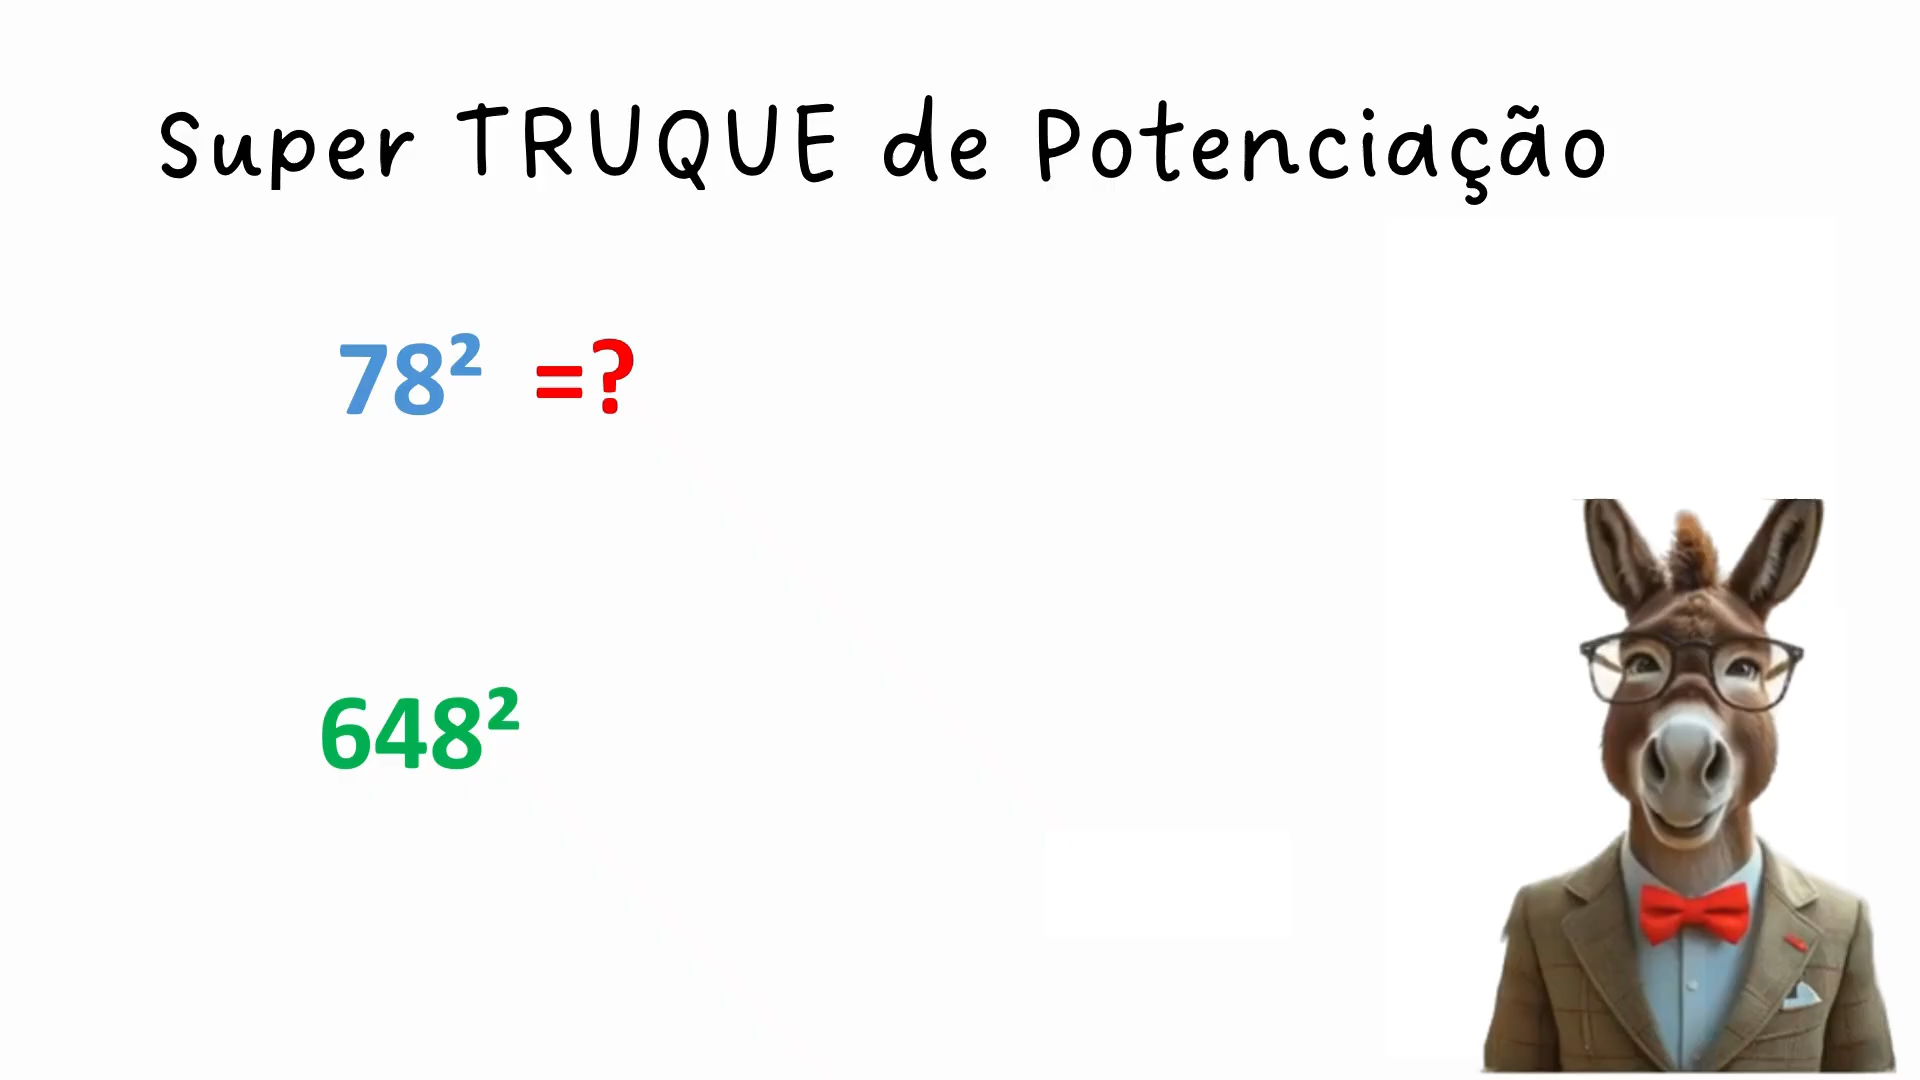 Super TRUQUE de Potenciação
78² =?
648²